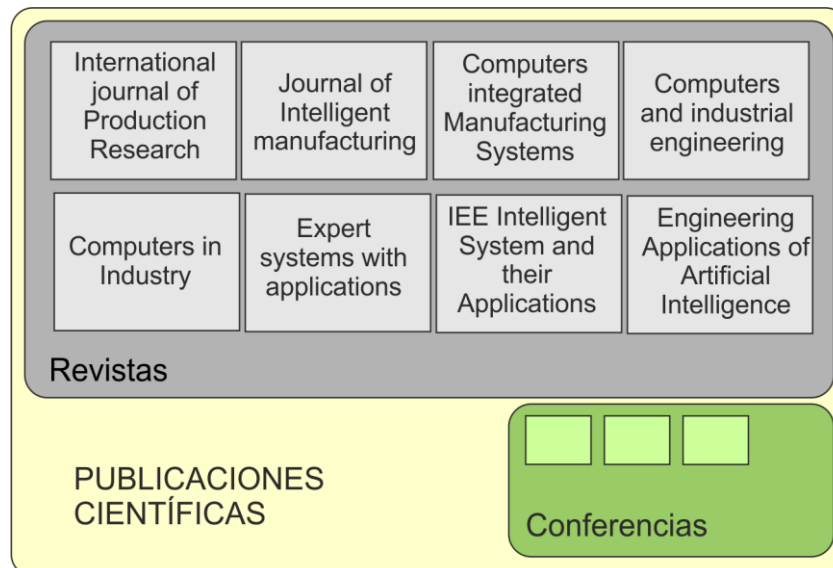 International
journal of
Production
Research
Journal of
Intelligent
manufacturing
Computers
integrated
Manufacturing
Systems
Computers
and industrial
engineering
Computers in
Industry
Expert
systems with
applications
IEE Intelligent
System and
their
Applications
Engineering
Applications of
Artificial
Intelligence
Revistas
PUBLICACIONES
CIENTÍFICAS
Conferencias